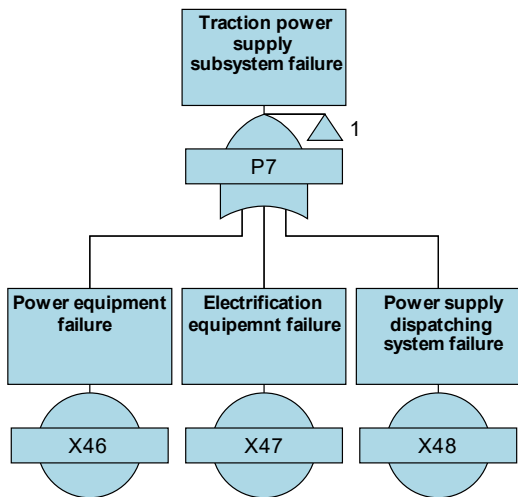 Traction power
supply
subsystem failure
1
P7
Power equipment
failure
Electrification
equipemnt failure
Power supply
dispatching
system failure
X46
X47
X48